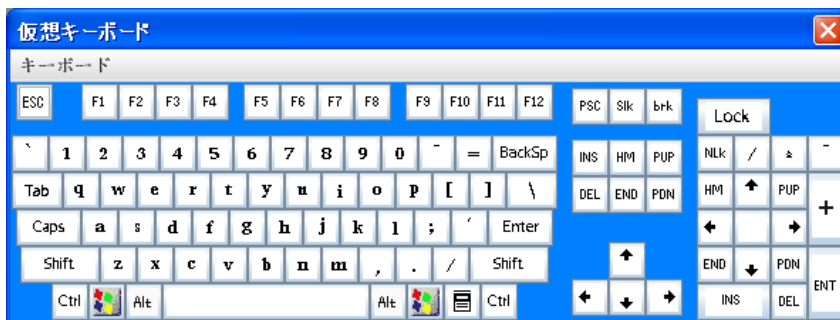 仮想キーボード
キーボード
ESC F1 F2 F3 F4 F5 F6 F7 F8 F9 F10 F11 F12 PSC Slk brk
Lock
` 1 2 3 4 5 6 7 8 9 0 - = BackSp INS HM PUP NLk / * -
Tab q w e r t y u i o p [ ] \ DEL END PDN HM ↑ PUP +
Caps a s d f g h j k l ; ´ Enter ← →
Shift z x c v b n m , . / Shift ↑ END ↓ PDN
Ctrl Alt Alt Ctrl ← ↓ → INS DEL ENT